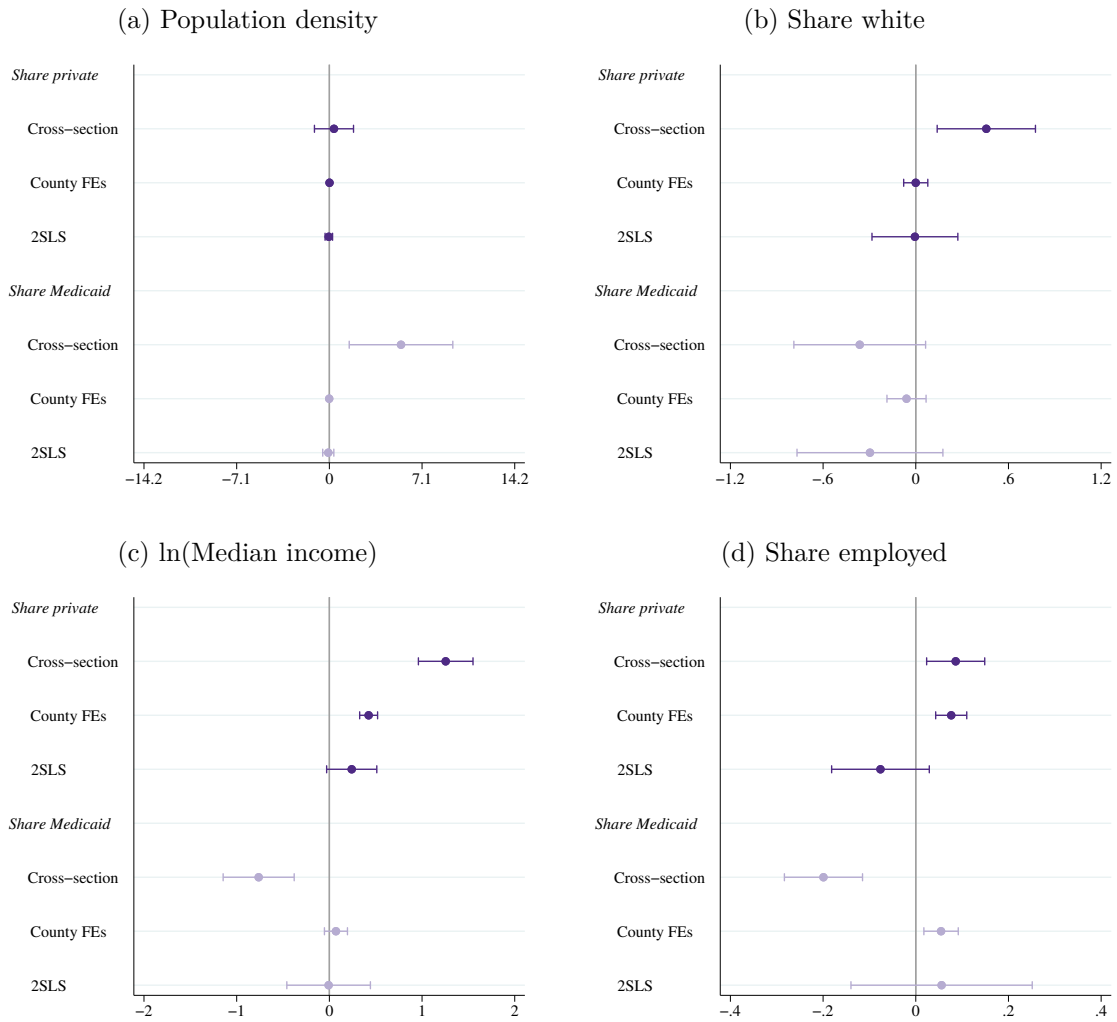 (a) Population density
Share private
Cross−section
County FEs
2SLS
Share Medicaid
Cross−section
County FEs
2SLS
−14.2 −7.1 0 7.1 14.2
(b) Share white
Share private
Cross−section
County FEs
2SLS
Share Medicaid
Cross−section
County FEs
2SLS
−1.2 −.6 0 .6 1.2
(c) ln(Median income)
Share private
Cross−section
County FEs
2SLS
Share Medicaid
Cross−section
County FEs
2SLS
−2 −1 0 1 2
(d) Share employed
Share private
Cross−section
County FEs
2SLS
Share Medicaid
Cross−section
County FEs
2SLS
−.4 −.2 0 .2 .4